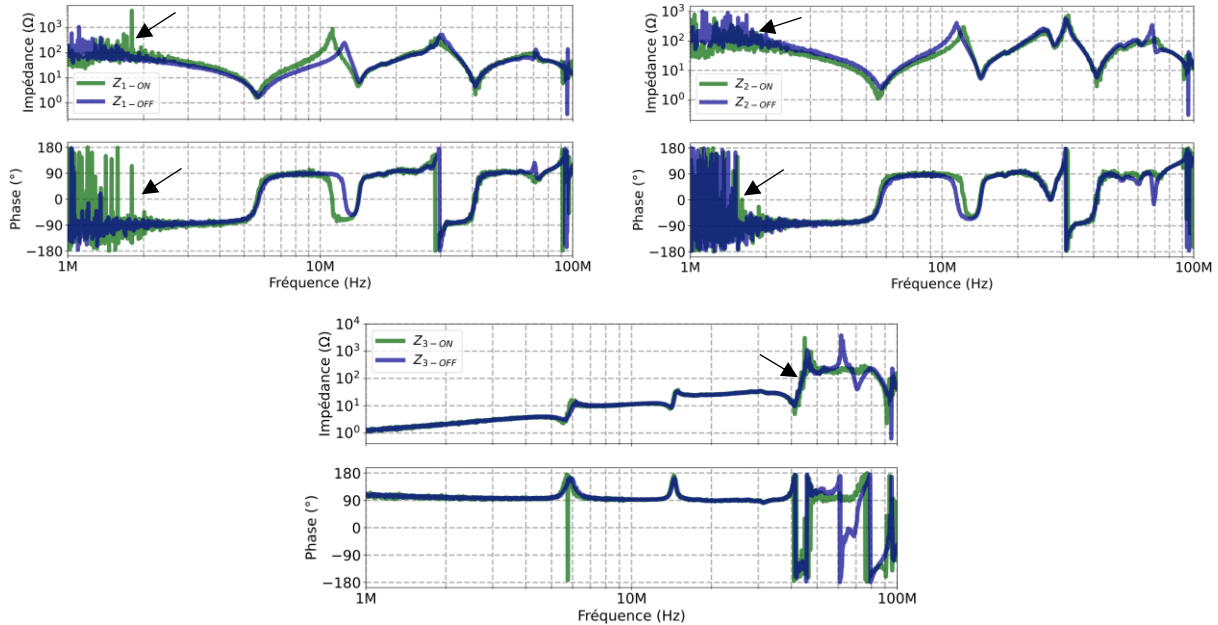 Impédance (Ω)
10³
10²
10¹
10⁰
Z₁₋ON
Z₁₋OFF
Phase (°)
180
90
0
−90
−180
1M
10M
100M
Fréquence (Hz)
Impédance (Ω)
10³
10²
10¹
10⁰
Z₂₋ON
Z₂₋OFF
Phase (°)
180
90
0
−90
−180
1M
10M
100M
Fréquence (Hz)
Impédance (Ω)
10⁴
10³
10²
10¹
10⁰
Z₃₋ON
Z₃₋OFF
Phase (°)
180
90
0
−90
−180
1M
10M
100M
Fréquence (Hz)